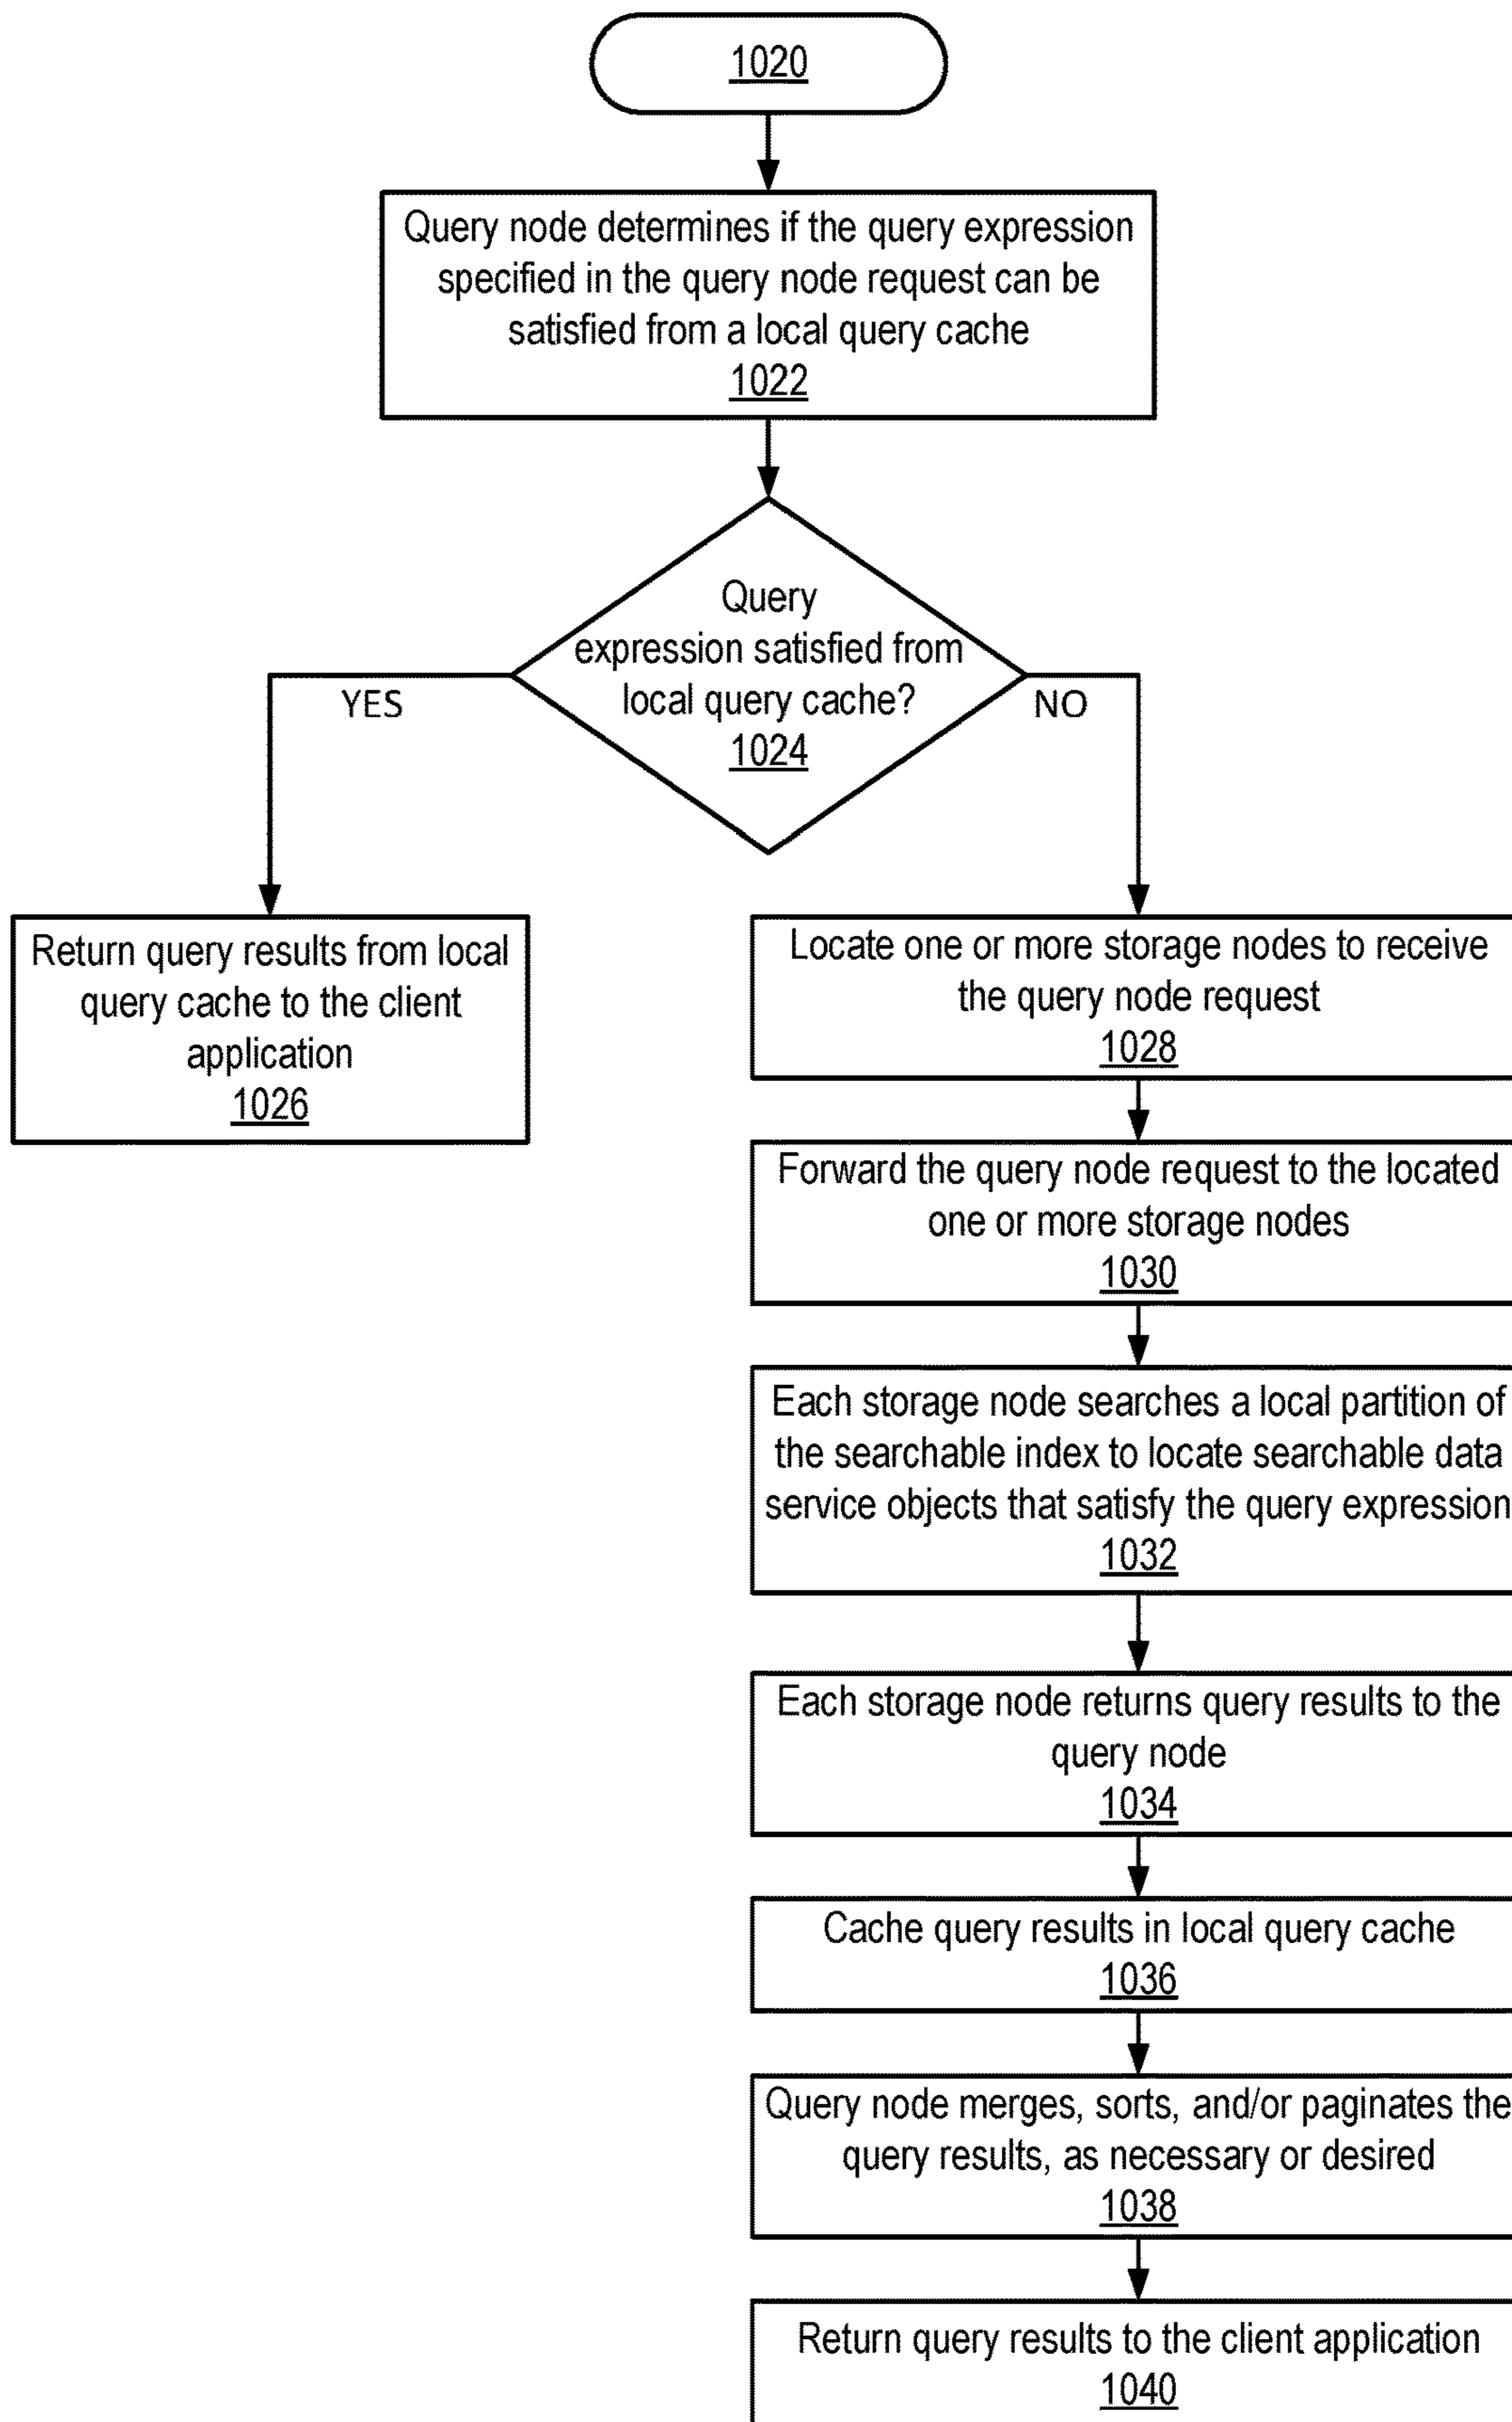 1020
Query node determines if the query expression
specified in the query node request can be
satisfied from a local query cache
1022
Query
expression satisfied from
local query cache?
1024
YES
NO
Return query results from local
query cache to the client
application
1026
Locate one or more storage nodes to receive
the query node request
1028
Forward the query node request to the located
one or more storage nodes
1030
Each storage node searches a local partition of
the searchable index to locate searchable data
service objects that satisfy the query expression
1032
Each storage node returns query results to the
query node
1034
Cache query results in local query cache
1036
Query node merges, sorts, and/or paginates the
query results, as necessary or desired
1038
Return query results to the client application
1040